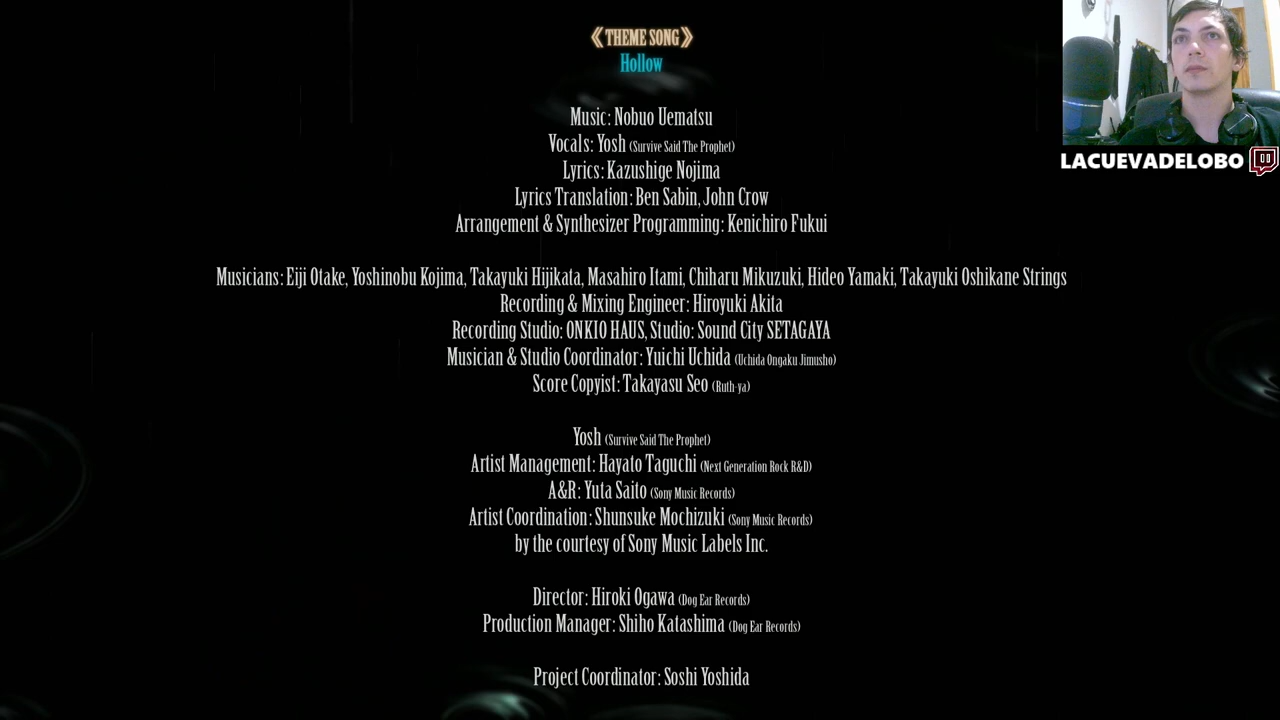 《THEME SONG》
Hollow
Music: Nobuo Uematsu
Vocals: Yosh (Survive Said The Prophet)
Lyrics: Kazushige Nojima
Lyrics Translation: Ben Sabin, John Crow
Arrangement & Synthesizer Programming: Kenichiro Fukui
Musicians: Eiji Otake, Yoshinobu Kojima, Takayuki Hijikata, Masahiro Itami, Chiharu Mikuzuki, Hideo Yamaki, Takayuki Oshikane Strings
Recording & Mixing Engineer: Hiroyuki Akita
Recording Studio: ONKIO HAUS, Studio: Sound City SETAGAYA
Musician & Studio Coordinator: Yuichi Uchida (Uchida Ongaku Jimusho)
Score Copyist: Takayasu Seo (Ruth-ya)
Yosh (Survive Said The Prophet)
Artist Management: Hayato Taguchi (Next Generation Rock R&D)
A&R: Yuta Saito (Sony Music Records)
Artist Coordination: Shunsuke Mochizuki (Sony Music Records)
by the courtesy of Sony Music Labels Inc.
Director: Hiroki Ogawa (Dog Ear Records)
Production Manager: Shiho Katashima (Dog Ear Records)
Project Coordinator: Soshi Yoshida
LACUEVADELOBO